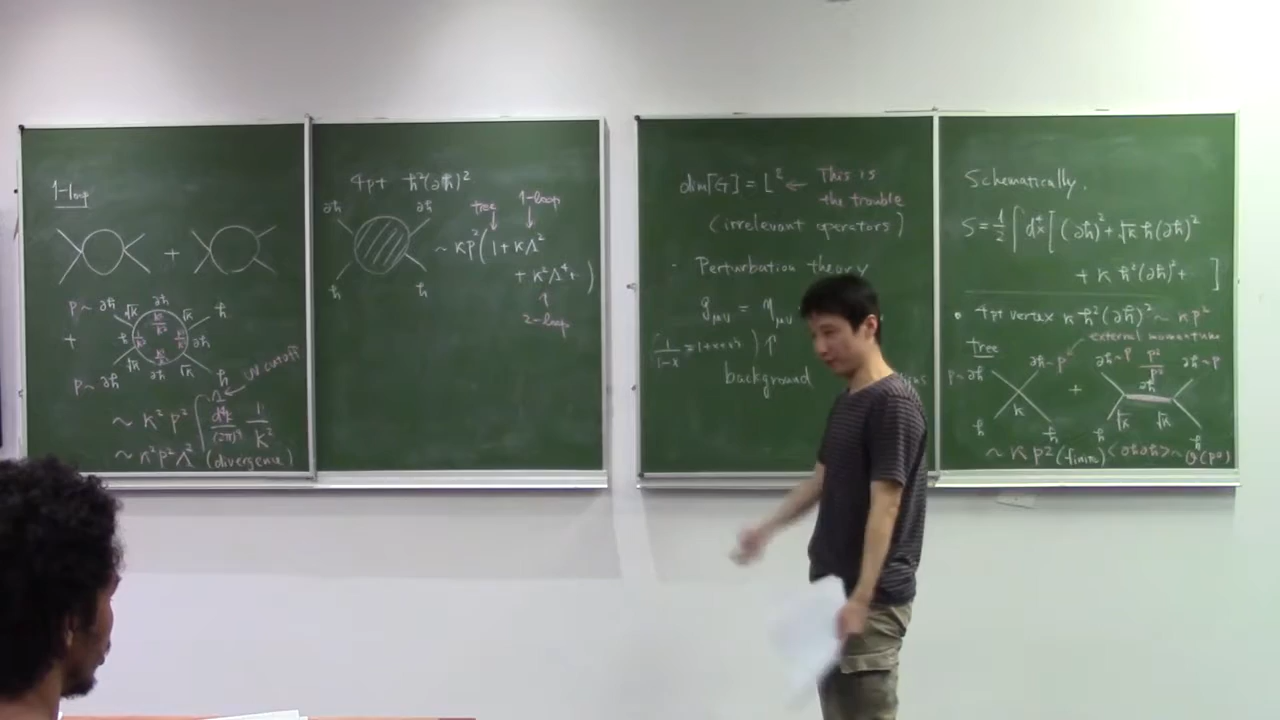 1-loop
+
p ~ ∂h
∂h
h
√κ
√κ
+
h
∂h
√κ
√κ
p ~ ∂h
∂h
h
UV cutoff
~ κ² p² ∫^Λ d⁴k/(2π)⁴ 1/k²
~ κ² p² Λ² (divergence)
4pt h²(∂h)²
∂h
∂h
tree
1-loop
~ κp² (1 + κΛ²
+ κ²Λ⁴ + )
h
h
2-loop
dim[G] = L² ← This is
the trouble
(irrelevant operators)
· Perturbation theory
g_μν = η_μν
( 1/(1-x) = 1+x+x² ) ↑
background
Schematically,
S = 1/2 ∫ d⁴x [ (∂h)² + √κ h(∂h)²
+ κ h²(∂h)² + ]
∘ 4pt vertex κ h²(∂h)² ~ κp²
external momentum
tree
p ~ ∂h
∂h ~ p
κ
h
h
+
∂h ~ p
p²/p²
∂h ~ p
∂h
√κ
√κ
h
h
~ κ p² (finite) <∂h∂h> ~ O(p⁰)